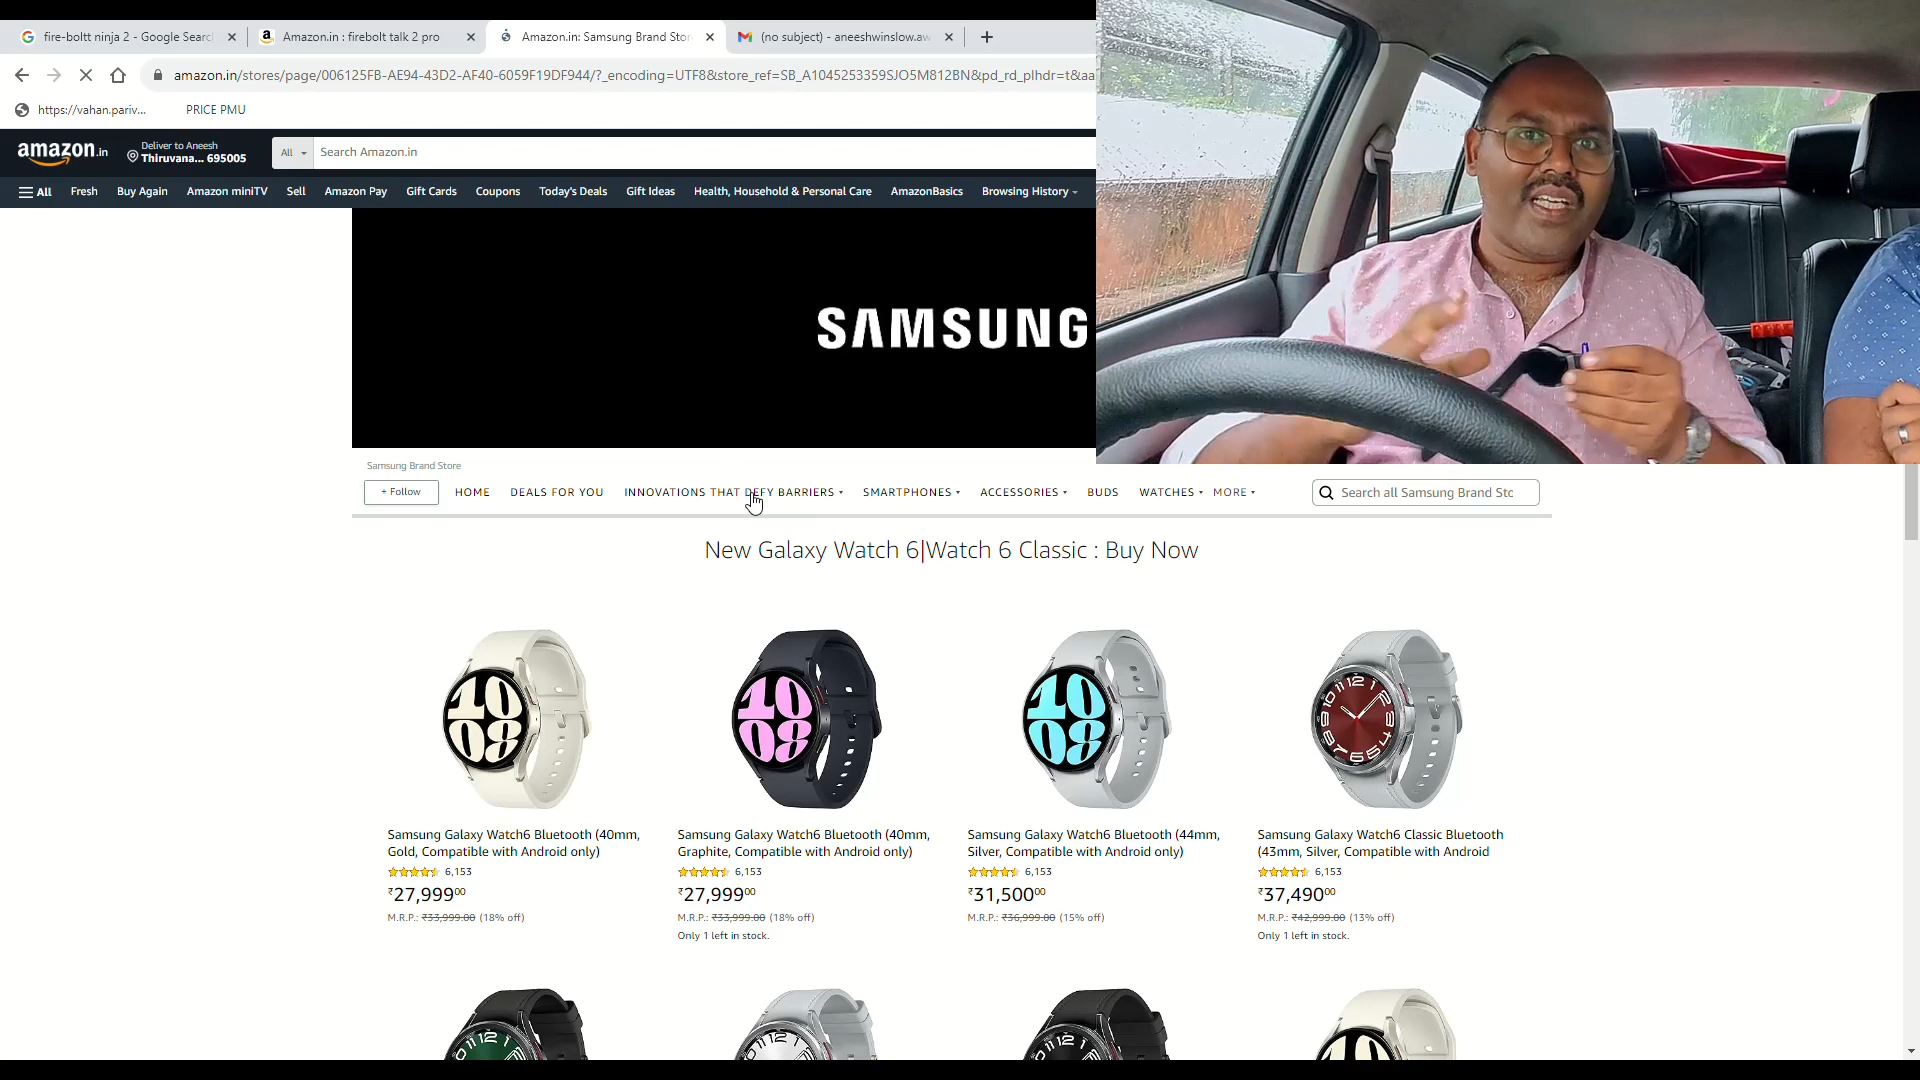 fire-boltt ninja 2 - Google Searc
Amazon.in : firebolt talk 2 pro
Amazon.in: Samsung Brand Stor
(no subject) - aneeshwinslow.aw
amazon.in/stores/page/006125FB-AE94-43D2-AF40-6059F19DF944/?_encoding=UTF8&store_ref=SB_A1045253359SJO5M812BN&pd_rd_plhdr=t&aa
https://vahan.pariv...
PRICE PMU
amazon.in
Deliver to Aneesh
Thiruvana... 695005
All
Search Amazon.in
All
Fresh
Buy Again
Amazon miniTV
Sell
Amazon Pay
Gift Cards
Coupons
Today's Deals
Gift Ideas
Health, Household & Personal Care
AmazonBasics
Browsing History
SAMSUNG
Samsung Brand Store
+ Follow
HOME
DEALS FOR YOU
INNOVATIONS THAT DEFY BARRIERS
SMARTPHONES
ACCESSORIES
BUDS
WATCHES
MORE
Search all Samsung Brand Stc
New Galaxy Watch 6|Watch 6 Classic : Buy Now
10
08
10
08
10
08
Samsung Galaxy Watch6 Bluetooth (40mm,
Gold, Compatible with Android only)
6,153
₹27,99900
M.R.P.: ₹33,999.00 (18% off)
Samsung Galaxy Watch6 Bluetooth (40mm,
Graphite, Compatible with Android only)
6,153
₹27,99900
M.R.P.: ₹33,999.00 (18% off)
Only 1 left in stock.
Samsung Galaxy Watch6 Bluetooth (44mm,
Silver, Compatible with Android only)
6,153
₹31,50000
M.R.P.: ₹36,999.00 (15% off)
Samsung Galaxy Watch6 Classic Bluetooth
(43mm, Silver, Compatible with Android
6,153
₹37,49000
M.R.P.: ₹42,999.00 (13% off)
Only 1 left in stock.